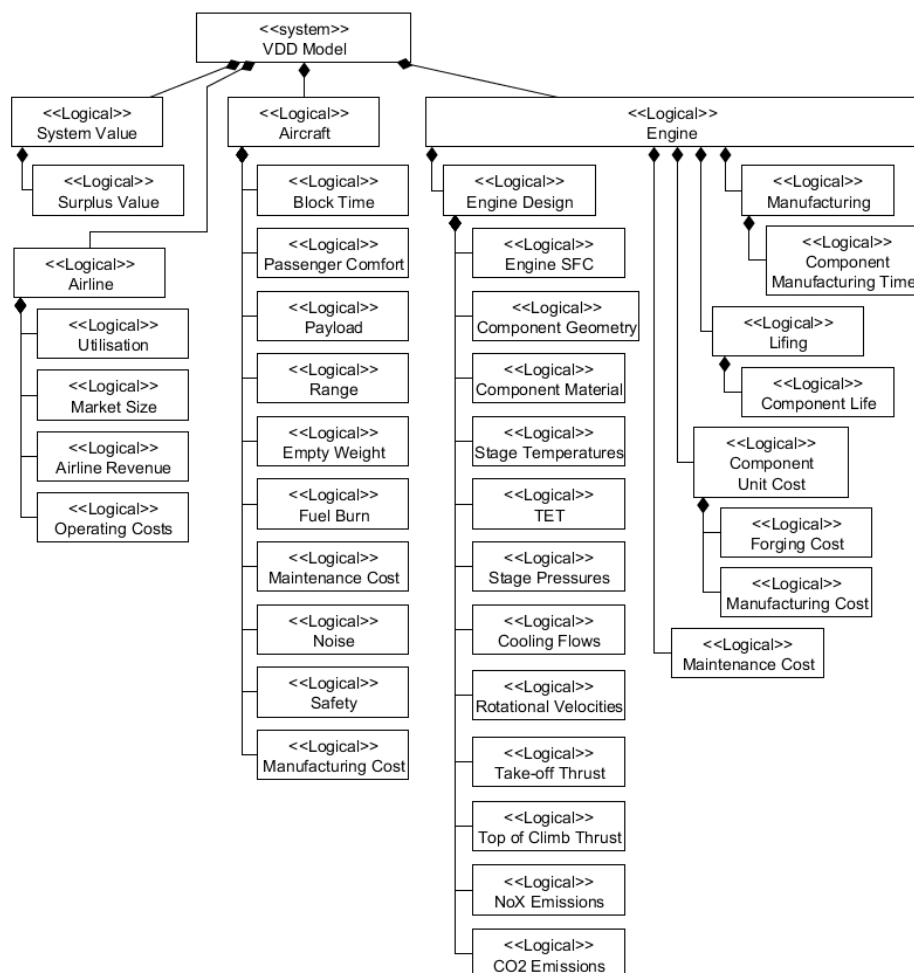 <<system>>
VDD Model
<<Logical>>
System Value
<<Logical>>
Surplus Value
<<Logical>>
Airline
<<Logical>>
Utilisation
<<Logical>>
Market Size
<<Logical>>
Airline Revenue
<<Logical>>
Operating Costs
<<Logical>>
Aircraft
<<Logical>>
Block Time
<<Logical>>
Passenger Comfort
<<Logical>>
Payload
<<Logical>>
Range
<<Logical>>
Empty Weight
<<Logical>>
Fuel Burn
<<Logical>>
Maintenance Cost
<<Logical>>
Noise
<<Logical>>
Safety
<<Logical>>
Manufacturing Cost
<<Logical>>
Engine
<<Logical>>
Engine Design
<<Logical>>
Engine SFC
<<Logical>>
Component Geometry
<<Logical>>
Component Material
<<Logical>>
Stage Temperatures
<<Logical>>
TET
<<Logical>>
Stage Pressures
<<Logical>>
Cooling Flows
<<Logical>>
Rotational Velocities
<<Logical>>
Take-off Thrust
<<Logical>>
Top of Climb Thrust
<<Logical>>
NoX Emissions
<<Logical>>
CO2 Emissions
<<Logical>>
Manufacturing
<<Logical>>
Component
Manufacturing Time
<<Logical>>
Lifing
<<Logical>>
Component Life
<<Logical>>
Component
Unit Cost
<<Logical>>
Forging Cost
<<Logical>>
Manufacturing Cost
<<Logical>>
Maintenance Cost